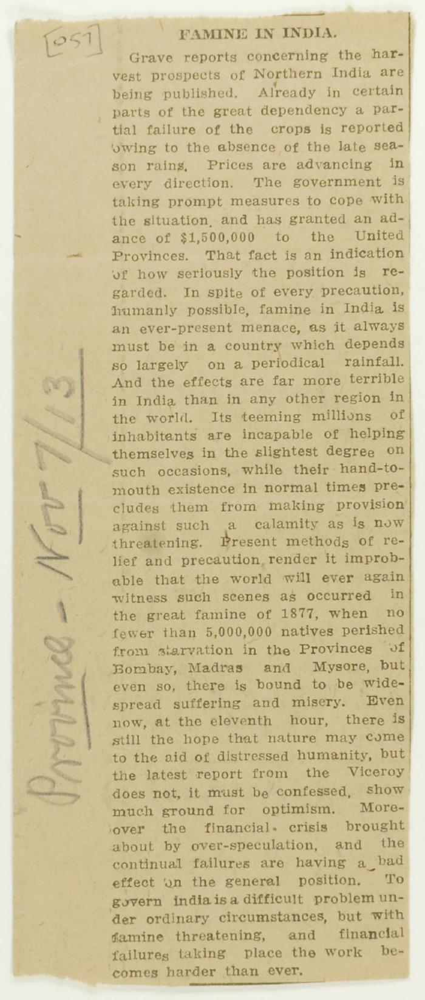 [057]
FAMINE IN INDIA.
Grave reports concerning the har-
vest prospects of Northern India are
being published. Already in certain
parts of the great dependency a par-
tial failure of the crops is reported
owing to the absence of the late sea-
son rains. Prices are advancing in
every direction. The government is
taking prompt measures to cope with
the situation, and has granted an ad-
ance of $1,500,000 to the United
Provinces. That fact is an indication
of how seriously the position is re-
garded. In spite of every precaution,
humanly possible, famine in India is
an ever-present menace, as it always
must be in a country which depends
so largely on a periodical rainfall.
And the effects are far more terrible
in India than in any other region in
the world. Its teeming millions of
inhabitants are incapable of helping
themselves in the slightest degree on
such occasions, while their hand-to-
mouth existence in normal times pre-
cludes them from making provision
against such a calamity as is now
threatening. Present methods of re-
lief and precaution render it improb-
able that the world will ever again
witness such scenes as occurred in
the great famine of 1877, when no
fewer than 5,000,000 natives perished
from starvation in the Provinces of
Bombay, Madras and Mysore, but
even so, there is bound to be wide-
spread suffering and misery. Even
now, at the eleventh hour, there is
still the hope that nature may come
to the aid of distressed humanity, but
the latest report from the Viceroy
does not, it must be confessed, show
much ground for optimism. More-
over the financial crisis brought
about by over-speculation, and the
continual failures are having a bad
effect on the general position. To
govern india is a difficult problem un-
der ordinary circumstances, but with
famine threatening, and financial
failures taking place the work be-
comes harder than ever.
Province - Nov 7/13